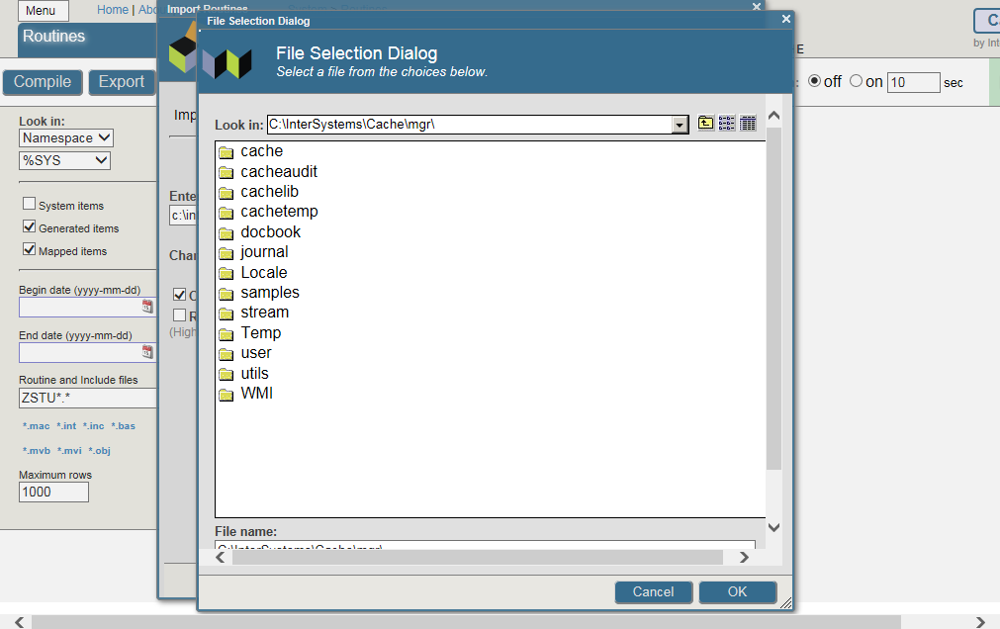 Menu
Home | Abo
Routines
Compile
Export
Look in:
Namespace
%SYS
System items
Generated items
Mapped items
Begin date (yyyy-mm-dd)
End date (yyyy-mm-dd)
Routine and Include files
ZSTU*.*
*.mac *.int *.inc *.bas
*.mvb *.mvi *.obj
Maximum rows
1000
Import Routines
Imp
Ente
c:\in
Char
(High
File Selection Dialog
File Selection Dialog
Select a file from the choices below.
Look in: C:\InterSystems\Cache\mgr\
cache
cacheaudit
cachelib
cachetemp
docbook
journal
Locale
samples
stream
Temp
user
utils
WMI
File name:
C:\InterSystems\Cache\mgr\
Cancel
OK
E
off on 10 sec
C
by Int